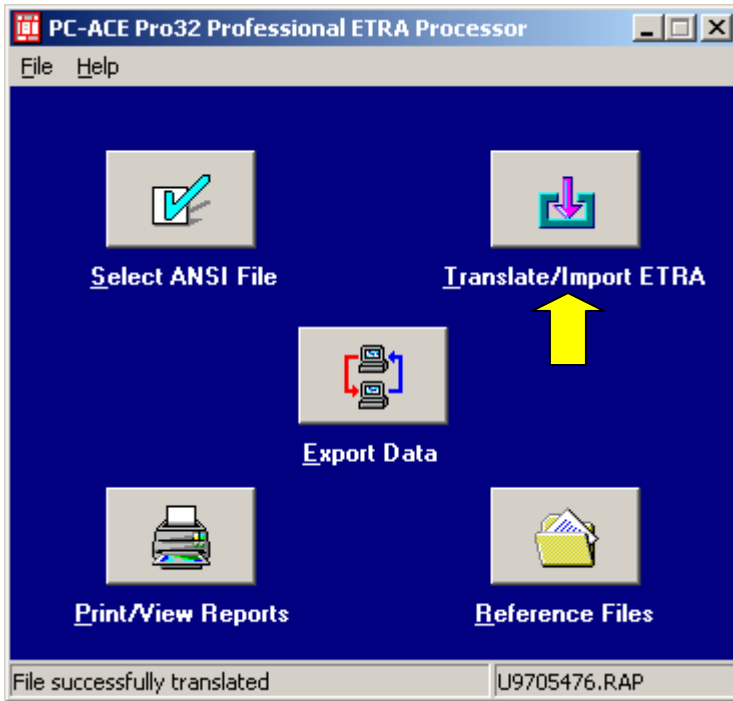 PC-ACE Pro32 Professional ETRA Processor
File Help
Select ANSI File
Translate/Import ETRA
Export Data
Print/View Reports
Reference Files
File successfully translated U9705476.RAP